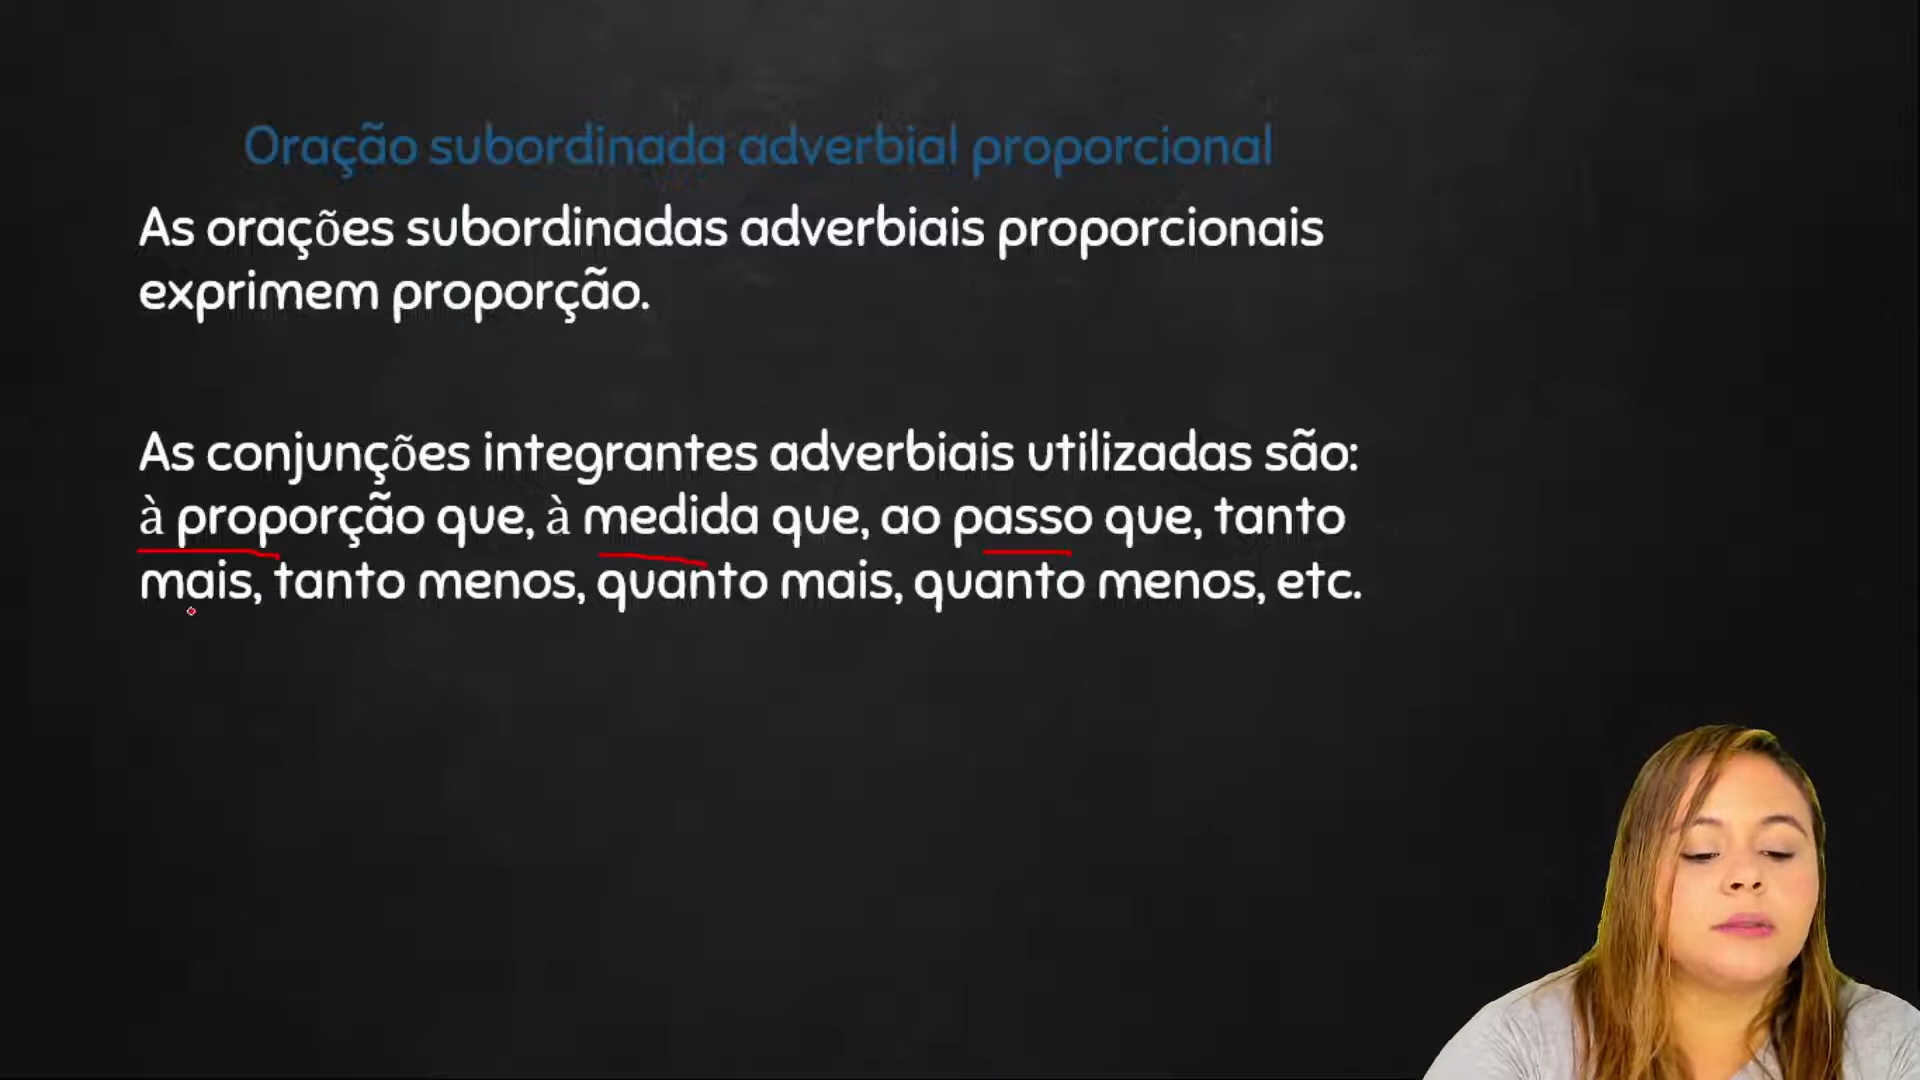 Oração subordinada adverbial proporcional
As orações subordinadas adverbiais proporcionais
exprimem proporção.
As conjunções integrantes adverbiais utilizadas são:
à proporção que, à medida que, ao passo que, tanto
mais, tanto menos, quanto mais, quanto menos, etc.